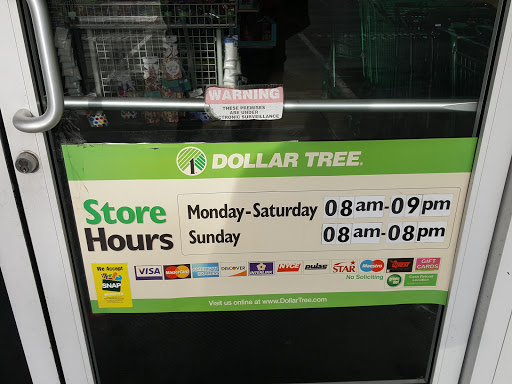 WARNING
THESE PREMISES
ARE UNDER
ELECTRONIC SURVEILLANCE
DOLLAR TREE
Store
Hours
Monday-Saturday 08am-09pm
Sunday 08am-08pm
We Accept
SNAP
VISA
MasterCard
DISCOVER
INTERLINK
NYCE
pulse
STAR
Maestro
GIFT
CARDS
No Soliciting
Visit us online at www.DollarTree.com